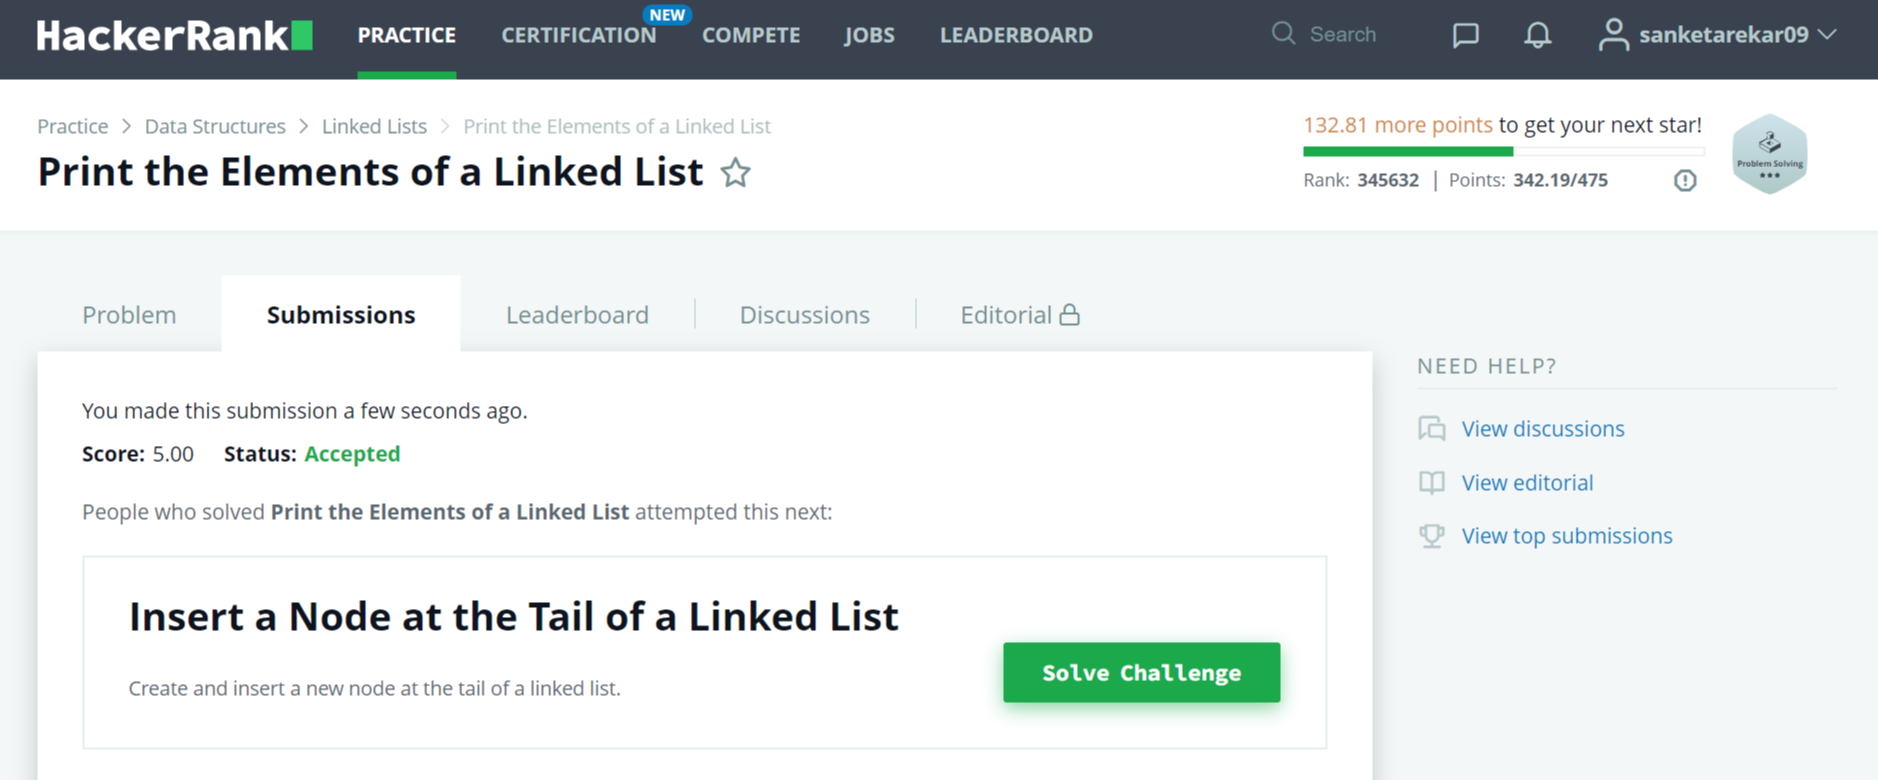 HackerRank PRACTICE CERTIFICATION NEW COMPETE JOBS LEADERBOARD Search sanketarekar09
Practice > Data Structures > Linked Lists > Print the Elements of a Linked List
Print the Elements of a Linked List
132.81 more points to get your next star!
Rank: 345632 | Points: 342.19/475
Problem Solving
Problem Submissions Leaderboard Discussions Editorial
You made this submission a few seconds ago.
Score: 5.00 Status: Accepted
People who solved Print the Elements of a Linked List attempted this next:
Insert a Node at the Tail of a Linked List
Create and insert a new node at the tail of a linked list.
Solve Challenge
NEED HELP?
View discussions
View editorial
View top submissions